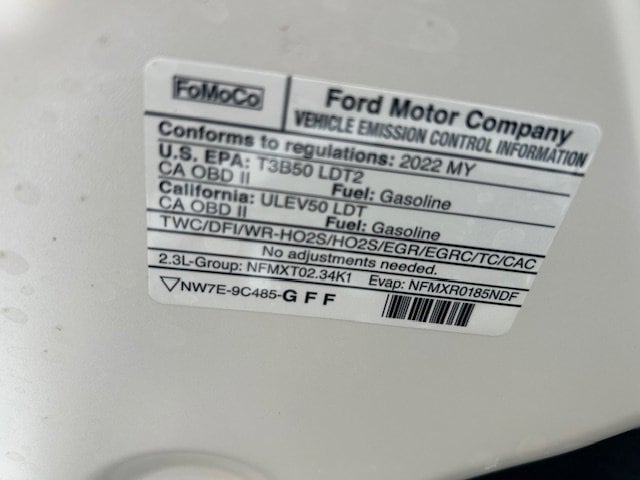 FoMoCo
Ford Motor Company
VEHICLE EMISSION CONTROL INFORMATION
Conforms to regulations: 2022 MY
U.S. EPA: T3B50 LDT2
CA OBD II Fuel: Gasoline
California: ULEV50 LDT
CA OBD II Fuel: Gasoline
TWC/DFI/WR-HO2S/HO2S/EGR/EGRC/TC/CAC
No adjustments needed.
2.3L-Group: NFMXT02.34K1 Evap: NFMXR0185NDF
NW7E-9C485-GFF